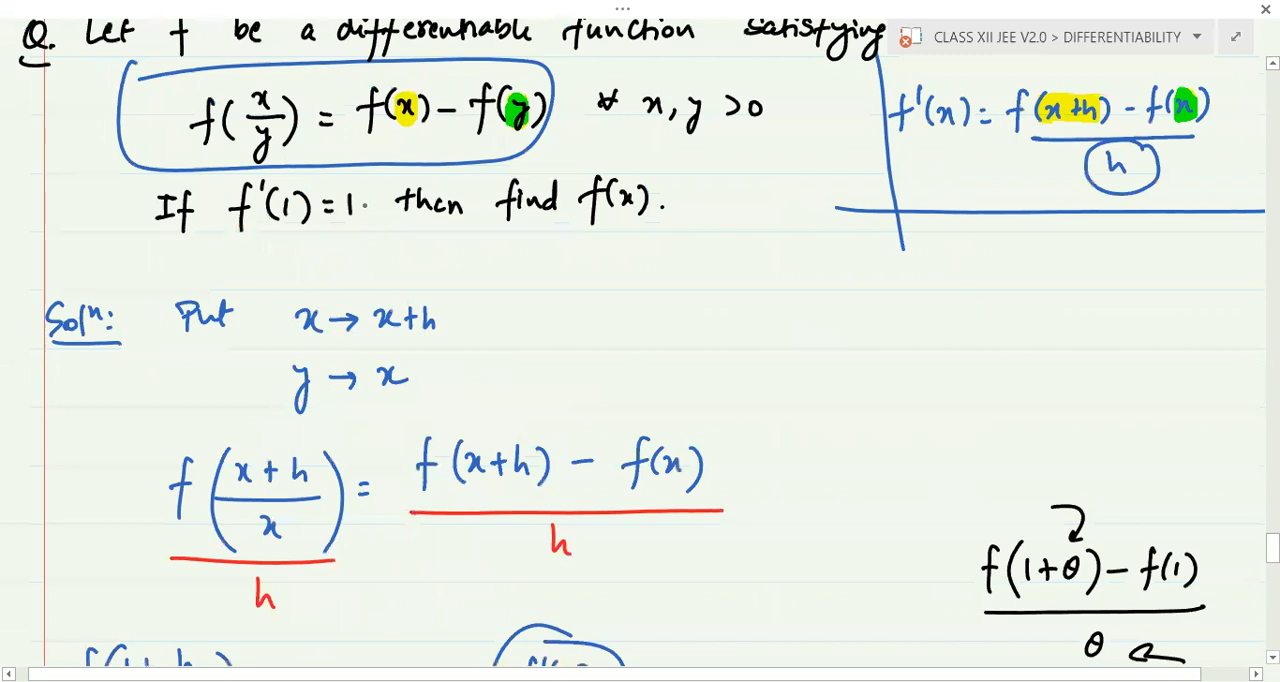 Q. Let f be a differentiable function satisfying
CLASS XII JEE V2.0 > DIFFERENTIABILITY
f(x/y) = f(x) - f(y) ∀ x, y >0
f'(x) = f(x+h) - f(x) / h
If f'(1) = 1. then find f(x).
Solⁿ: Put x → x+h
y → x
f((x+h)/x) / h = f(x+h) - f(x) / h
f(1+θ) - f(1) / θ